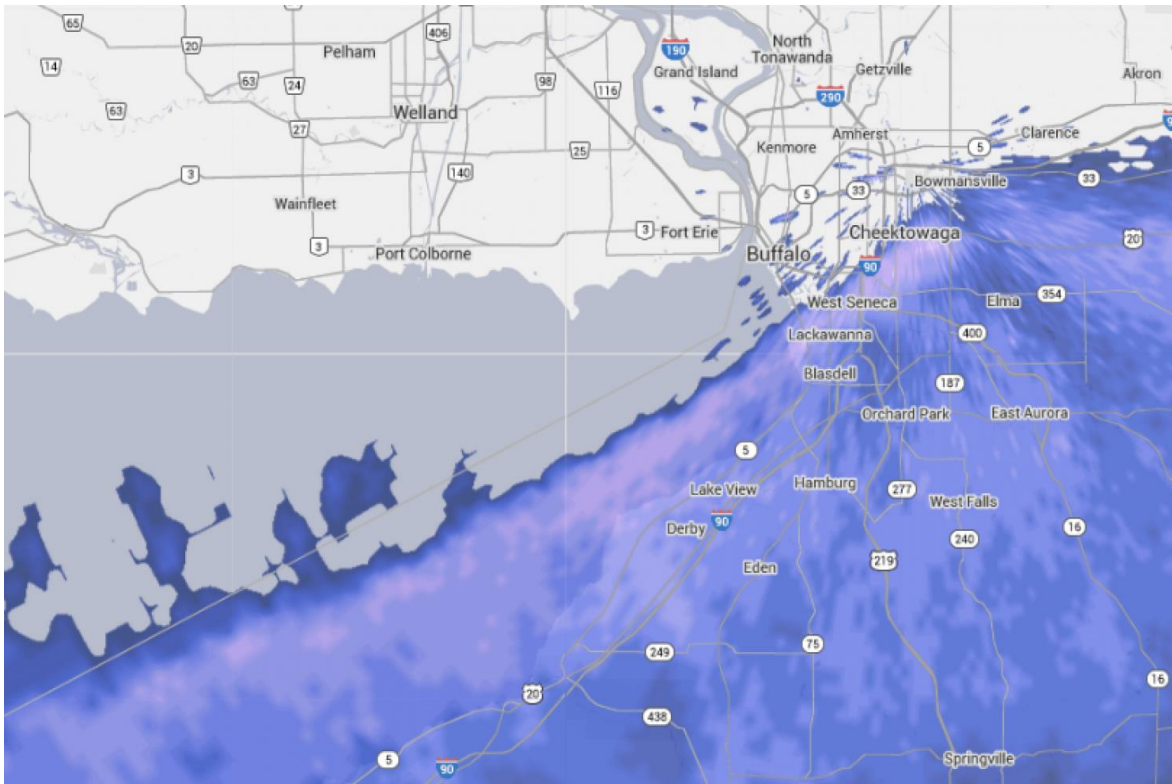 65
20
406
Pelham
14
63
24
98
190
Grand Island
North
Tonawanda
Getzville
Akron
290
116
63
Welland
27
25
Kenmore
Amherst
5
Clarence
3
140
Wainfleet
5
33
Bowmansville
33
3
Port Colborne
3
Fort Erie
Buffalo
Cheektowaga
20
90
West Seneca
Elma
354
Lackawanna
400
Blasdell
187
Orchard Park
East Aurora
5
Lake View
Hamburg
277
West Falls
Derby
90
16
240
Eden
219
249
75
16
20
438
5
90
Springville